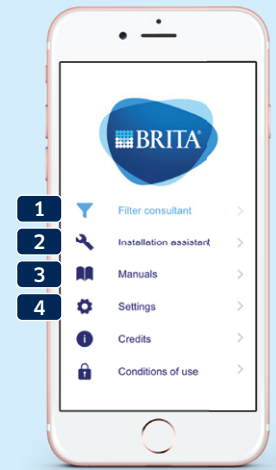 BRITA
1 Filter consultant
2 Installation assistant
3 Manuals
4 Settings
Credits
Conditions of use